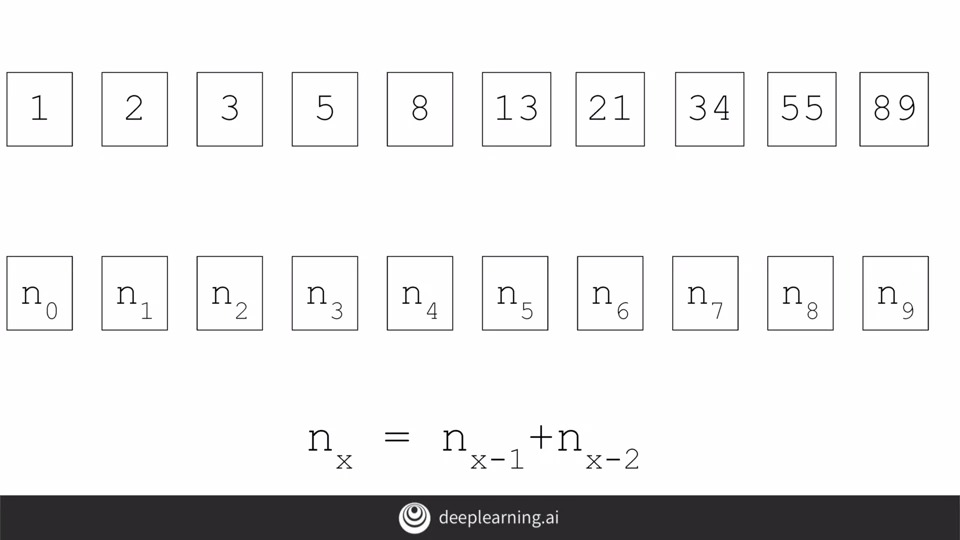 1 2 3 5 8 13 21 34 55 89
n₀ n₁ n₂ n₃ n₄ n₅ n₆ n₇ n₈ n₉
nₓ = nₓ₋₁+nₓ₋₂
deeplearning.ai